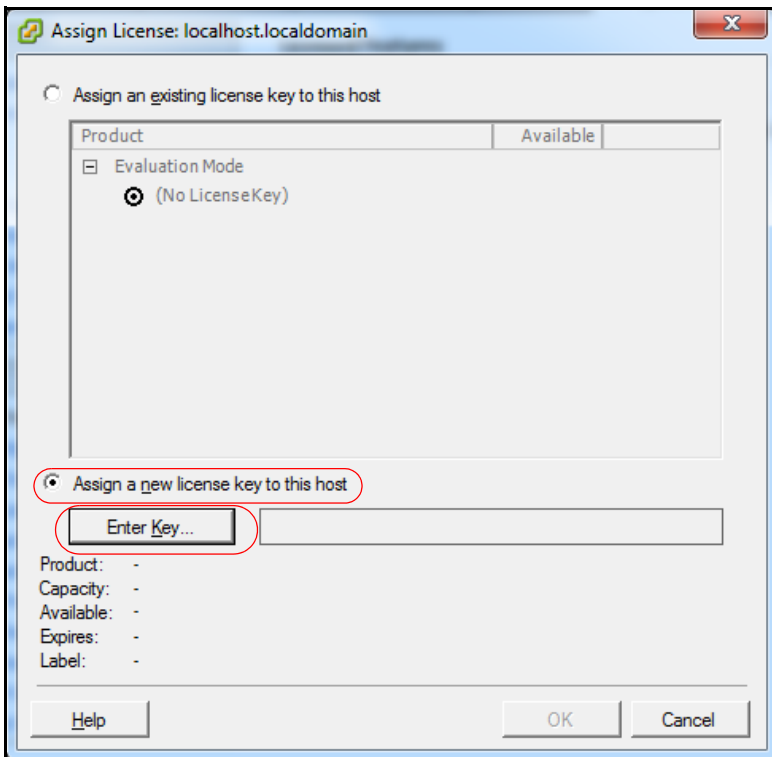 Assign License: localhost.localdomain
Assign an existing license key to this host
Product Available
Evaluation Mode
(No LicenseKey)
Assign a new license key to this host
Enter Key...
Product: -
Capacity: -
Available: -
Expires: -
Label: -
Help OK Cancel